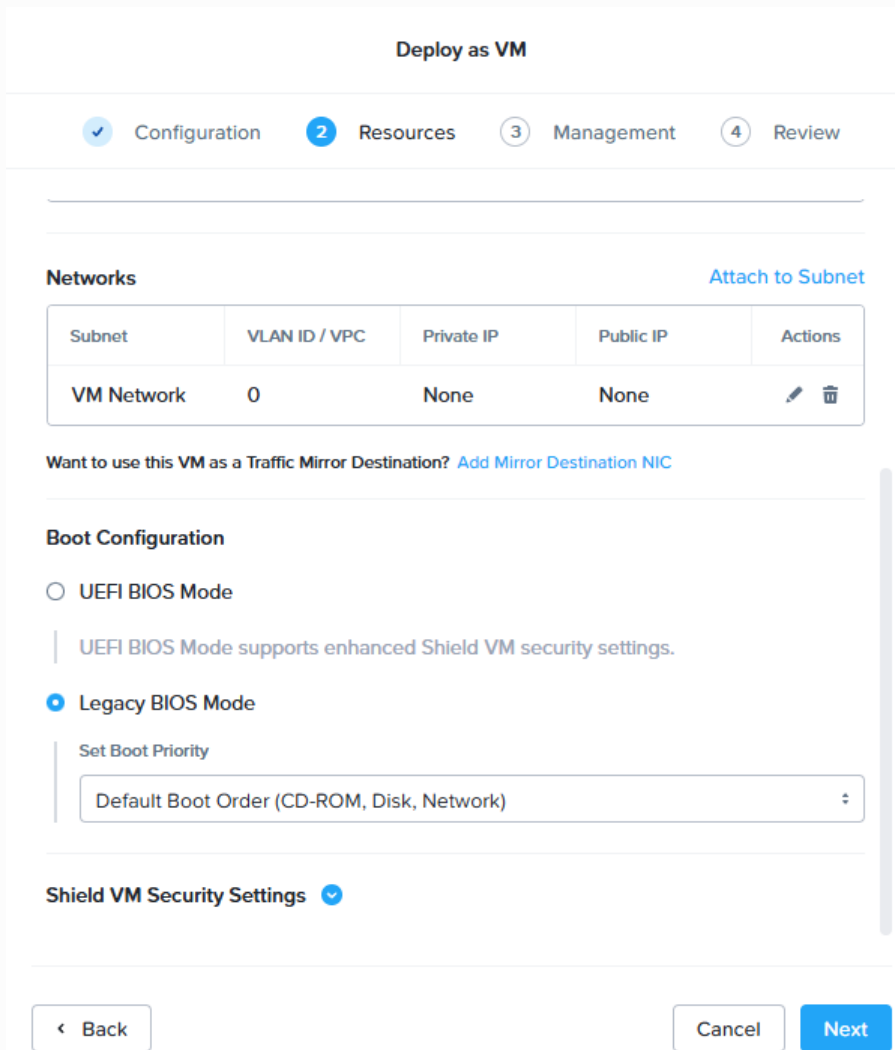 Deploy as VM
Configuration 2 Resources 3 Management 4 Review
Networks Attach to Subnet
Subnet VLAN ID / VPC Private IP Public IP Actions
VM Network 0 None None
Want to use this VM as a Traffic Mirror Destination? Add Mirror Destination NIC
Boot Configuration
UEFI BIOS Mode
UEFI BIOS Mode supports enhanced Shield VM security settings.
Legacy BIOS Mode
Set Boot Priority
Default Boot Order (CD-ROM, Disk, Network)
Shield VM Security Settings
Back Cancel Next